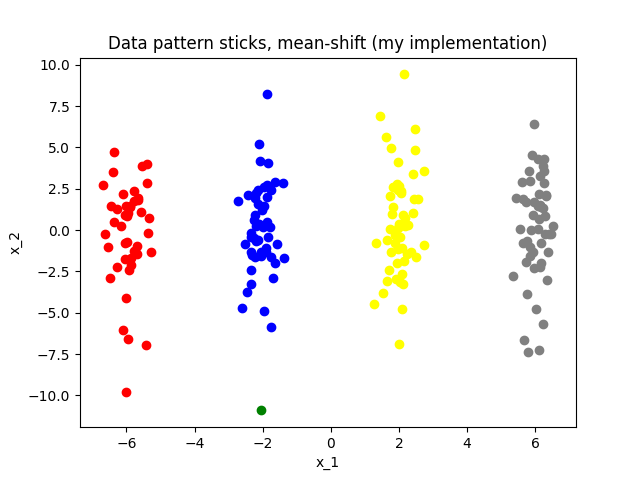 Data pattern sticks, mean-shift (my implementation)
10.0
7.5
5.0
2.5
0.0
−2.5
−5.0
−7.5
−10.0
x_2
−6 −4 −2 0 2 4 6
x_1